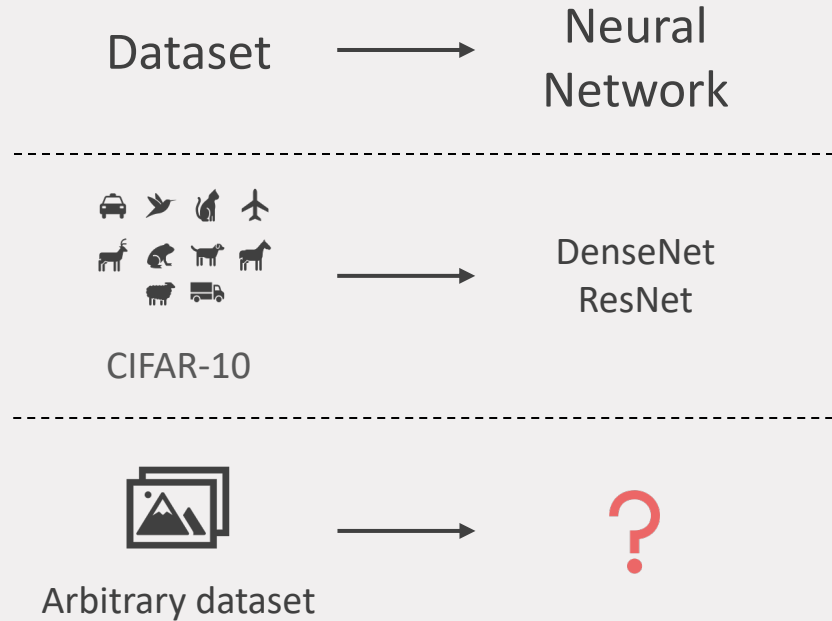 Dataset
Neural
Network
CIFAR-10
DenseNet
ResNet
Arbitrary dataset
?